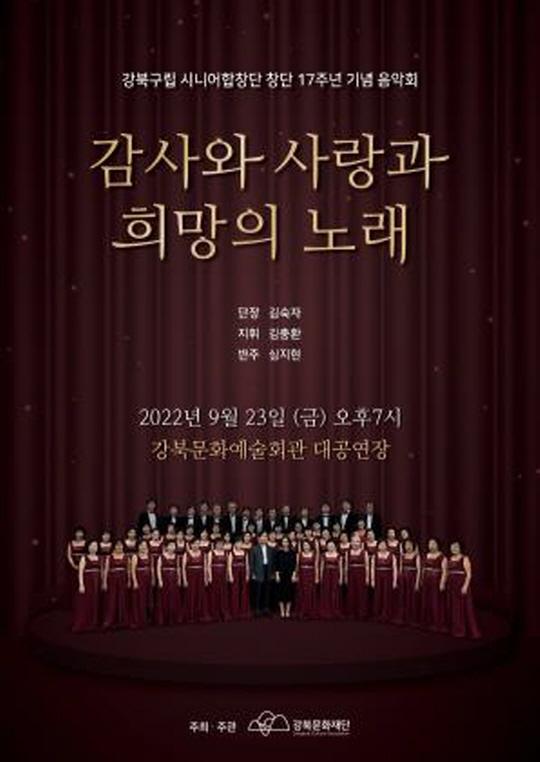 강북구립 시니어합창단 창단 17주년 기념 음악회
감사와 사랑과
희망의 노래
단장 김숙자
지휘 김충환
반주 심지현
2022년 9월 23일 (금) 오후7시
강북문화예술회관 대공연장
주최 · 주관 강북문화재단